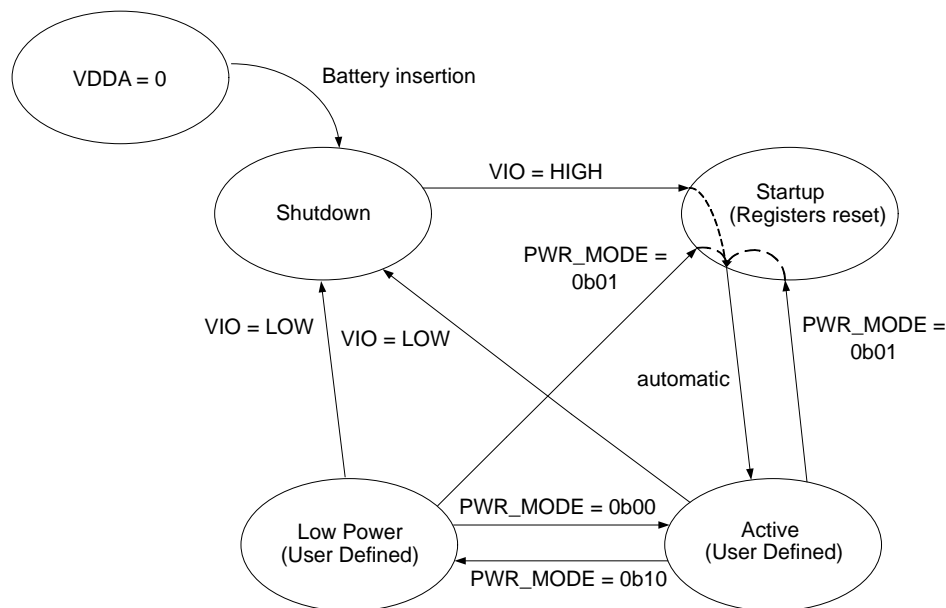 VDDA = 0
Battery insertion
VIO = HIGH
Startup
(Registers reset)
Shutdown
PWR_MODE =
0b01
VIO = LOW
VIO = LOW
PWR_MODE =
0b01
automatic
PWR_MODE = 0b00
Low Power
(User Defined)
Active
(User Defined)
PWR_MODE = 0b10